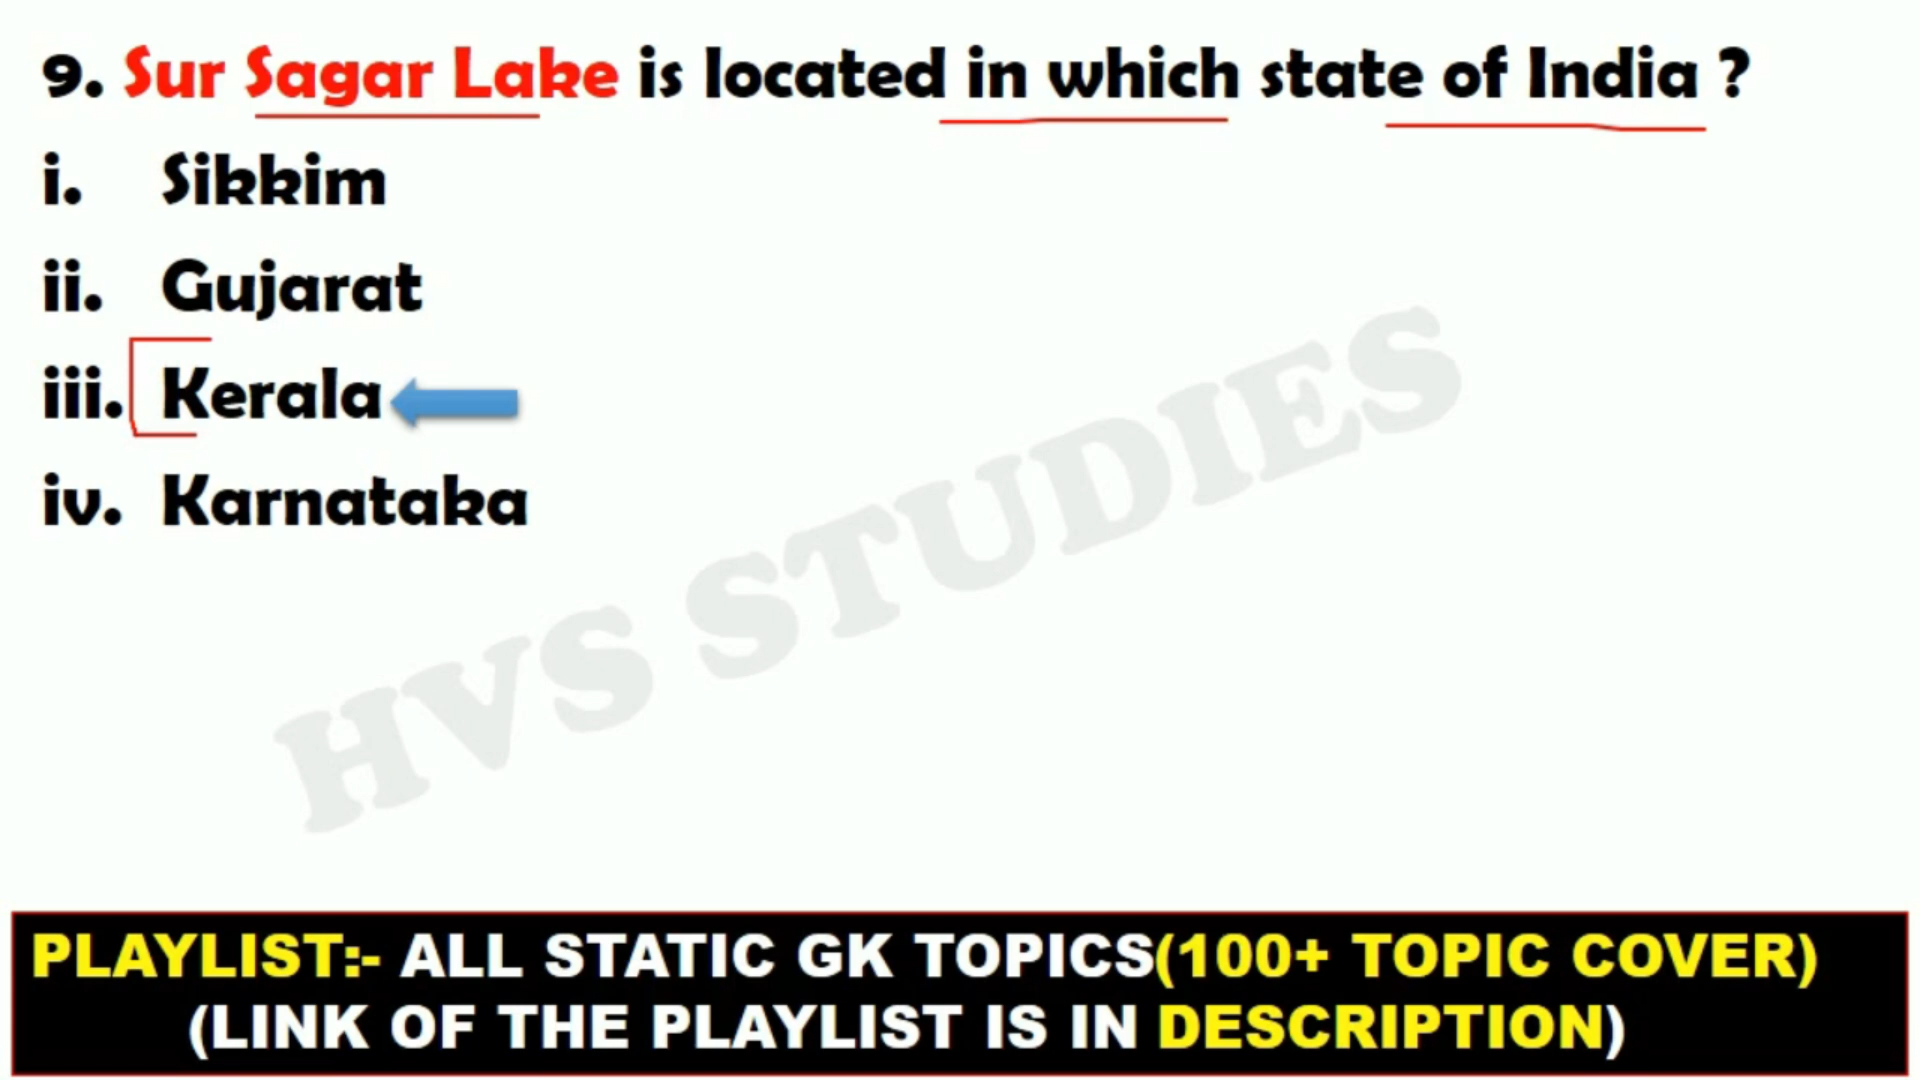 9. Sur Sagar Lake is located in which state of India ?
i. Sikkim
ii. Gujarat
iii. Kerala
iv. Karnataka
HVS STUDIES
PLAYLIST:- ALL STATIC GK TOPICS(100+ TOPIC COVER)
(LINK OF THE PLAYLIST IS IN DESCRIPTION)